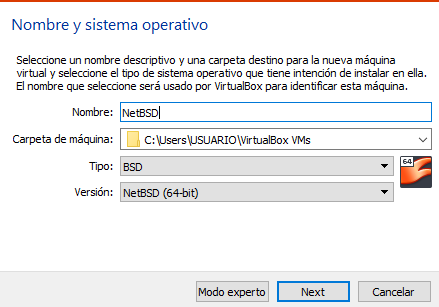 Nombre y sistema operativo
Seleccione un nombre descriptivo y una carpeta destino para la nueva máquina
virtual y seleccione el tipo de sistema operativo que tiene intención de instalar en ella.
El nombre que seleccione será usado por VirtualBox para identificar esta máquina.
Nombre: NetBSD
Carpeta de máquina: C:\Users\USUARIO\VirtualBox VMs
Tipo: BSD
64
Versión: NetBSD (64-bit)
Modo experto Next Cancelar